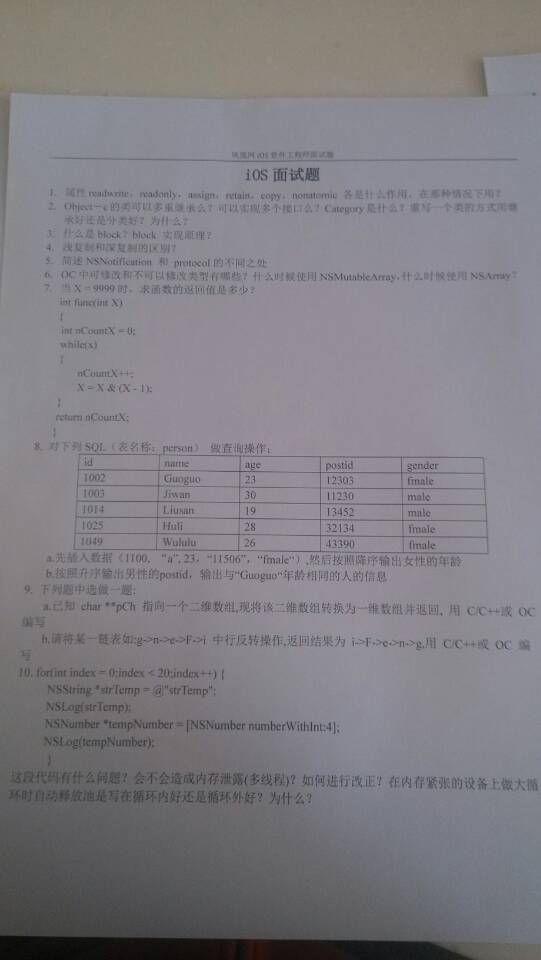 凤凰网 iOS 软件工程师面试题
iOS 面试题
1. 属性 readwrite，readonly，assign，retain，copy，nonatomic 各是什么作用，在那种情况下用？
2. Object－c 的类可以多重继承么？可以实现多个接口么？Category 是什么？重写一个类的方式用继
承好还是分类好？为什么？
3. 什么是 block？block 实现原理？
4. 浅复制和深复制的区别？
5. 简述 NSNotification 和 protocol 的不同之处
6. OC 中可修改和不可以修改类型有哪些？什么时候使用 NSMutableArray，什么时候使用 NSArray？
7. 当 X = 9999 时，求函数的返回值是多少？
int func(int X)
{
int nCountX = 0;
while(x)
{
nCountX++;
X = X & (X - 1);
}
return nCountX;
}
8. 对下列 SQL（表名称：person） 做查询操作：
id name age postid gender
1002 Guoguo 23 12303 fmale
1003 Jiwan 30 11230 male
1014 Liusan 19 13452 male
1025 Huli 28 32134 fmale
1049 Wululu 26 43390 fmale
a.先插入数据（1100, “a”, 23，“11506”，“fmale“）,然后按照降序输出女性的年龄
b.按照升序输出男性的postid，输出与“Guoguo“年龄相同的人的信息
9. 下列题中选做一题:
a.已知 char **pCh 指向一个二维数组,现将该二维数组转换为一维数组并返回, 用 C/C++或 OC
编写
b.请将某一链表如:g->n->e->F->i 中行反转操作,返回结果为 i->F->e->n->g,用 C/C++或 OC 编
写
10. for(int index = 0;index < 20;index++) {
NSString *strTemp = @"strTemp";
NSLog(strTemp);
NSNumber *tempNumber = [NSNumber numberWithInt:4];
NSLog(tempNumber);
}
这段代码有什么问题？会不会造成内存泄露(多线程)？如何进行改正？在内存紧张的设备上做大循
环时自动释放池是写在循环内好还是循环外好？为什么？